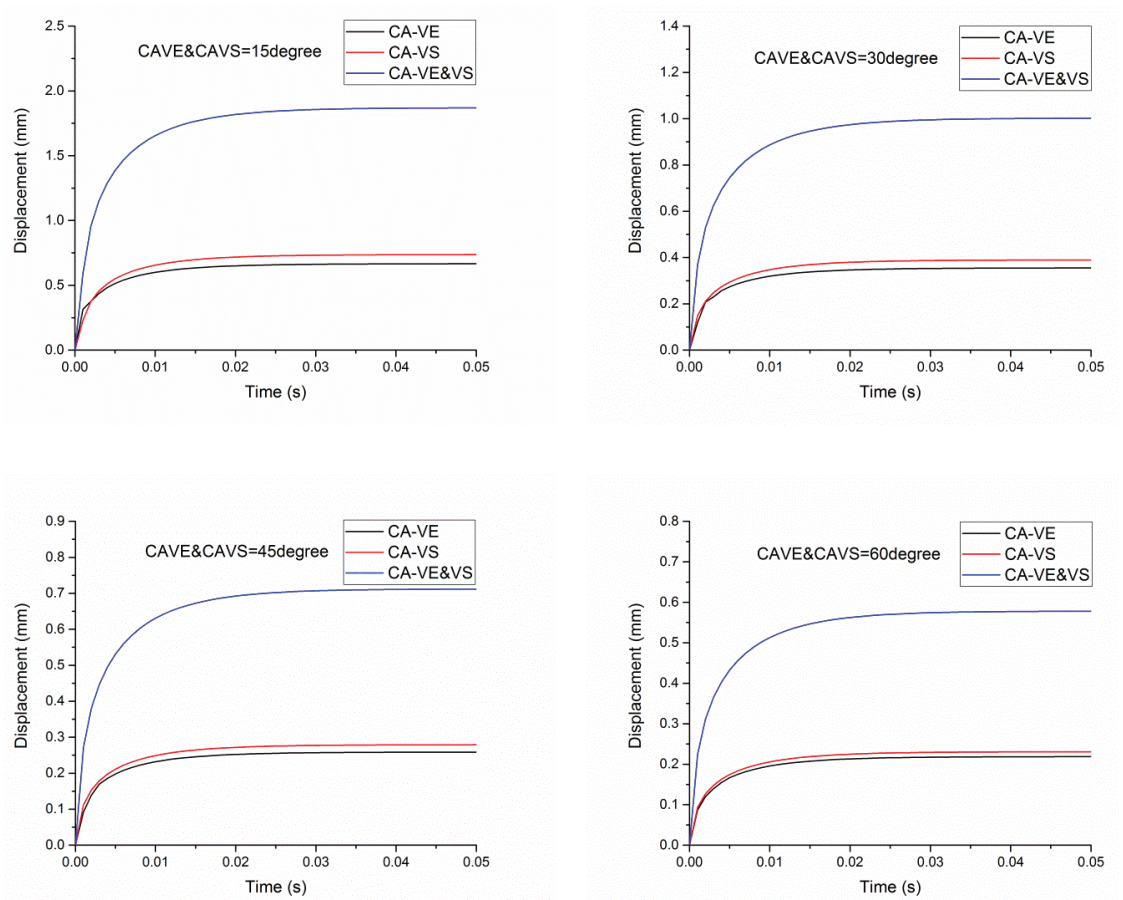 CAVE&CAVS=15degree
CA-VE
CA-VS
CA-VE&VS
Displacement (mm)
2.5
2.0
1.5
1.0
0.5
0.0
0.00 0.01 0.02 0.03 0.04 0.05
Time (s)
CAVE&CAVS=30degree
CA-VE
CA-VS
CA-VE&VS
Displacement (mm)
1.4
1.2
1.0
0.8
0.6
0.4
0.2
0.0
0.00 0.01 0.02 0.03 0.04 0.05
Time (s)
CAVE&CAVS=45degree
CA-VE
CA-VS
CA-VE&VS
Displacement (mm)
0.9
0.8
0.7
0.6
0.5
0.4
0.3
0.2
0.1
0.0
0.00 0.01 0.02 0.03 0.04 0.05
Time (s)
CAVE&CAVS=60degree
CA-VE
CA-VS
CA-VE&VS
Displacement (mm)
0.8
0.7
0.6
0.5
0.4
0.3
0.2
0.1
0.0
0.00 0.01 0.02 0.03 0.04 0.05
Time (s)